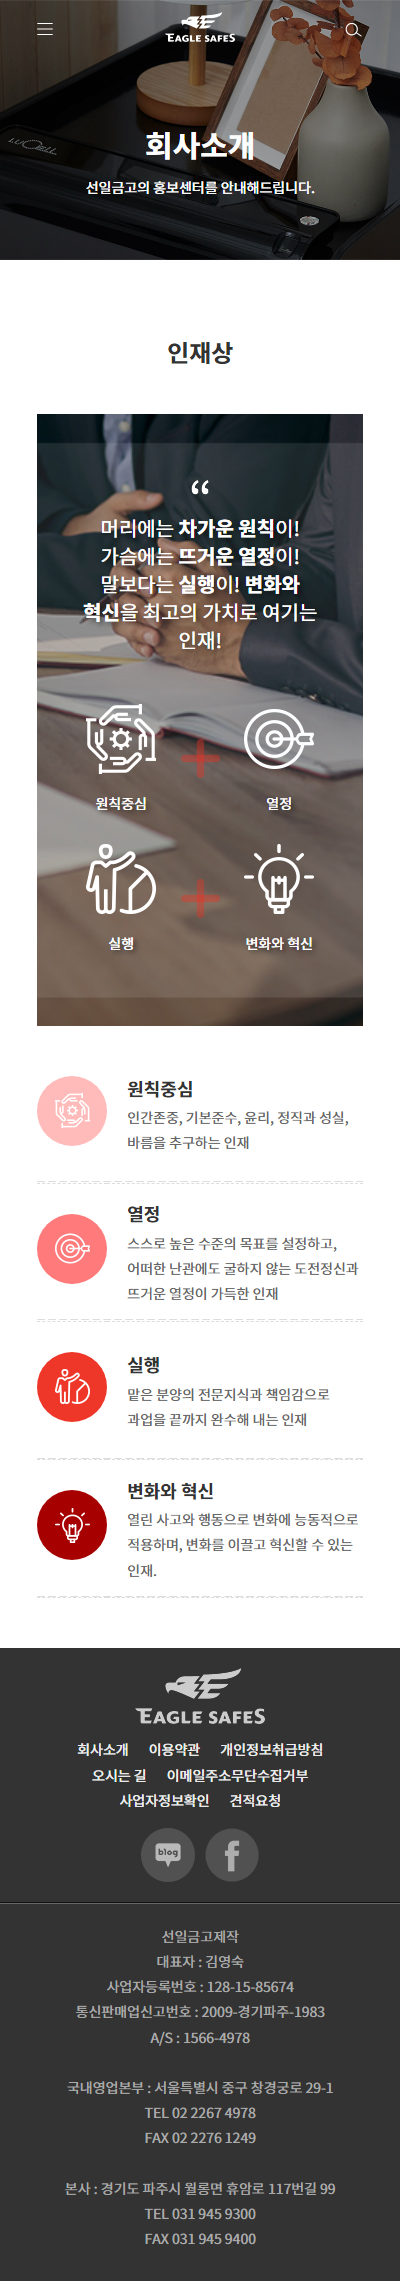 EAGLE SAFES
LUCELL
회사소개
선일금고의 홍보센터를 안내해드립니다.
인재상
“
머리에는 차가운 원칙이!
가슴에는 뜨거운 열정이!
말보다는 실행이! 변화와
혁신을 최고의 가치로 여기는
인재!
원칙중심
열정
실행
변화와 혁신
원칙중심
인간존중, 기본준수, 윤리, 정직과 성실,
바름을 추구하는 인재
열정
스스로 높은 수준의 목표를 설정하고,
어떠한 난관에도 굴하지 않는 도전정신과
뜨거운 열정이 가득한 인재
실행
맡은 분양의 전문지식과 책임감으로
과업을 끝까지 완수해 내는 인재
변화와 혁신
열린 사고와 행동으로 변화에 능동적으로
적용하며, 변화를 이끌고 혁신할 수 있는
인재.
EAGLE SAFES
회사소개 이용약관 개인정보취급방침
오시는 길 이메일주소무단수집거부
사업자정보확인 견적요청
blog f
선일금고제작
대표자 : 김영숙
사업자등록번호 : 128-15-85674
통신판매업신고번호 : 2009-경기파주-1983
A/S : 1566-4978
국내영업본부 : 서울특별시 중구 창경궁로 29-1
TEL 02 2267 4978
FAX 02 2276 1249
본사 : 경기도 파주시 월롱면 휴암로 117번길 99
TEL 031 945 9300
FAX 031 945 9400